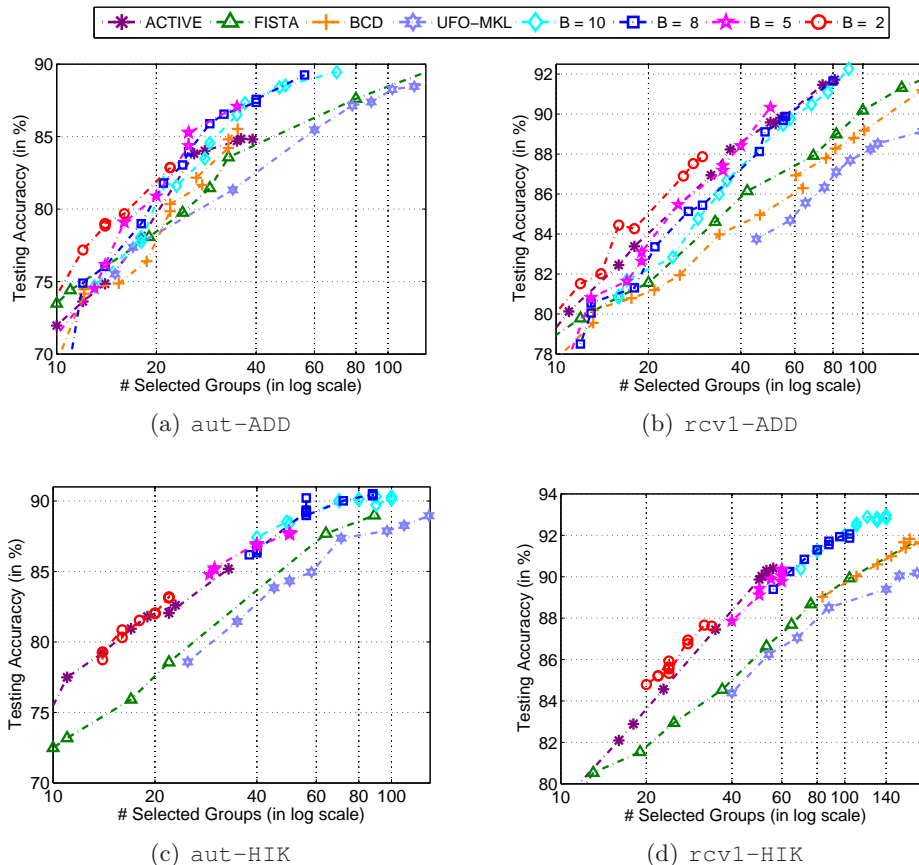 ACTIVE FISTA BCD UFO-MKL B = 10 B = 8 B = 5 B = 2
90
85
80
75
70
Testing Accuraccy (in %)
10 20 40 60 80 100
# Selected Groups (in log scale)
(a) aut-ADD
92
90
88
86
84
82
80
78
Testing Accuraccy (in %)
10 20 40 60 80 100
# Selected Groups (in log scale)
(b) rcv1-ADD
90
85
80
75
70
Testing Accuraccy (in %)
10 20 40 60 80 100
# Selected Groups (in log scale)
(c) aut-HIK
94
92
90
88
86
84
82
80
Testing Accuraccy (in %)
10 20 40 60 80 100 140
# Selected Groups (in log scale)
(d) rcv1-HIK